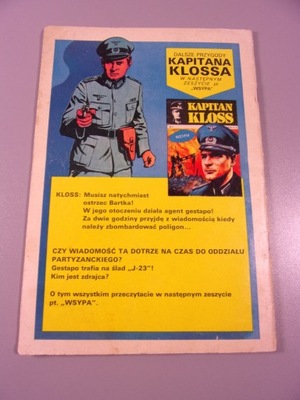 DALSZE PRZYGODY
KAPITANA
KLOSSA
W NASTĘPNYM
ZESZYCIE pt.
„WSYPA"
KAPITAN
KLOSS
WSYPA
KLOSS: Musisz natychmiast
ostrzec Bartka!
W jego otoczeniu działa agent gestapo!
Za dwie godziny przyjdę z wiadomością kiedy
należy zbombardować poligon...
CZY WIADOMOŚĆ TA DOTRZE NA CZAS DO ODDZIAŁU
PARTYZANCKIEGO?
Gestapo trafia na ślad „J-23"!
Kim jest zdrajca?
O tym wszystkim przeczytacie w następnym zeszycie
pt. „WSYPA".